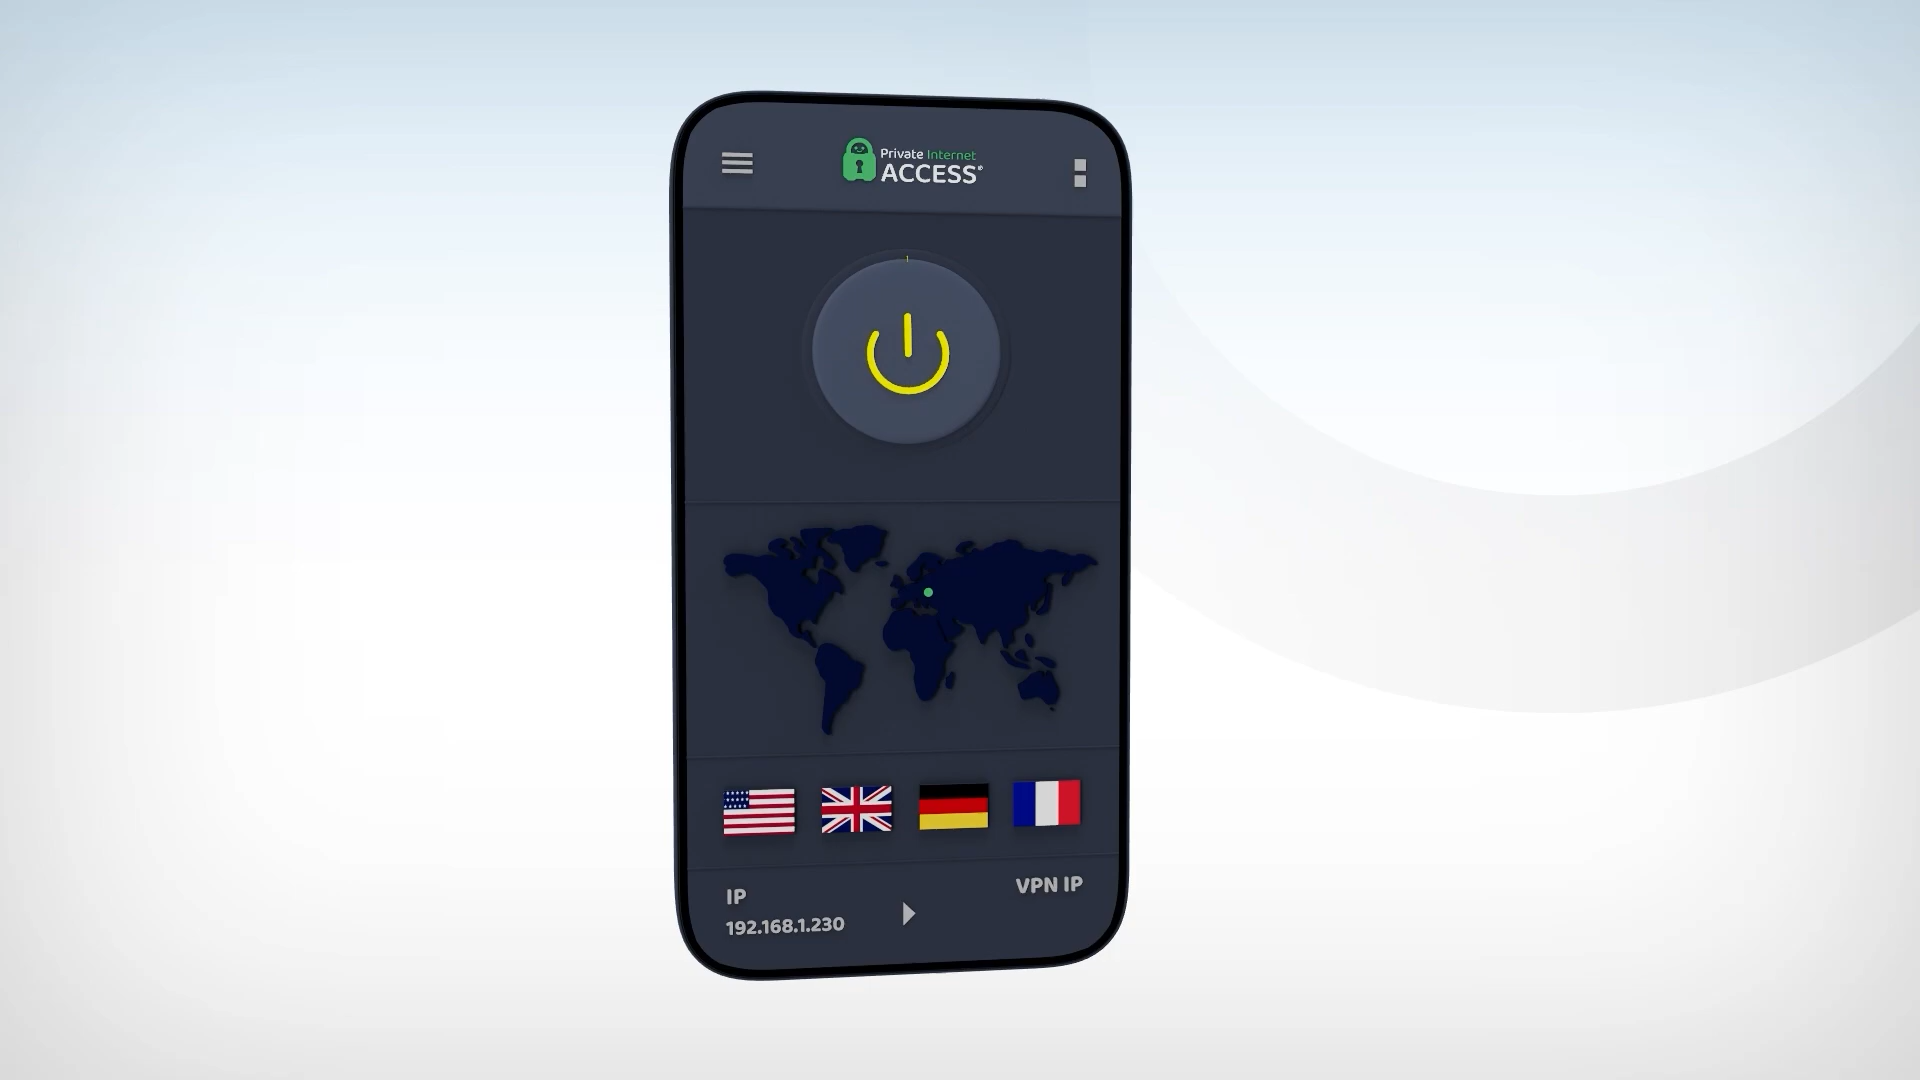 Private Internet
ACCESS®
IP
VPN IP
192.168.1.230